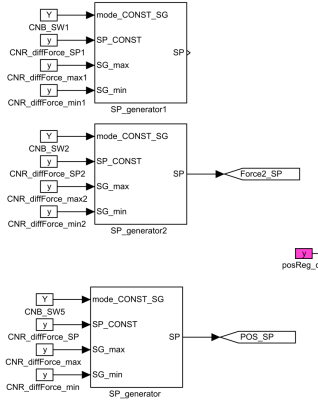 Y mode_CONST_SG
CNB_SW1
y SP_CONST
SP
CNR_diffForce_SP1
y SG_max
CNR_diffForce_max1
y SG_min
CNR_diffForce_min1
SP_generator1
Y mode_CONST_SG
CNB_SW2
y SP_CONST
SP Force2_SP
CNR_diffForce_SP2
y SG_max
CNR_diffForce_max2
y SG_min
CNR_diffForce_min2
SP_generator2
y
posReg_
Y mode_CONST_SG
CNB_SW5
y SP_CONST
SP POS_SP
CNR_diffForce_SP
y SG_max
CNR_diffForce_max
y SG_min
CNR_diffForce_min
SP_generator